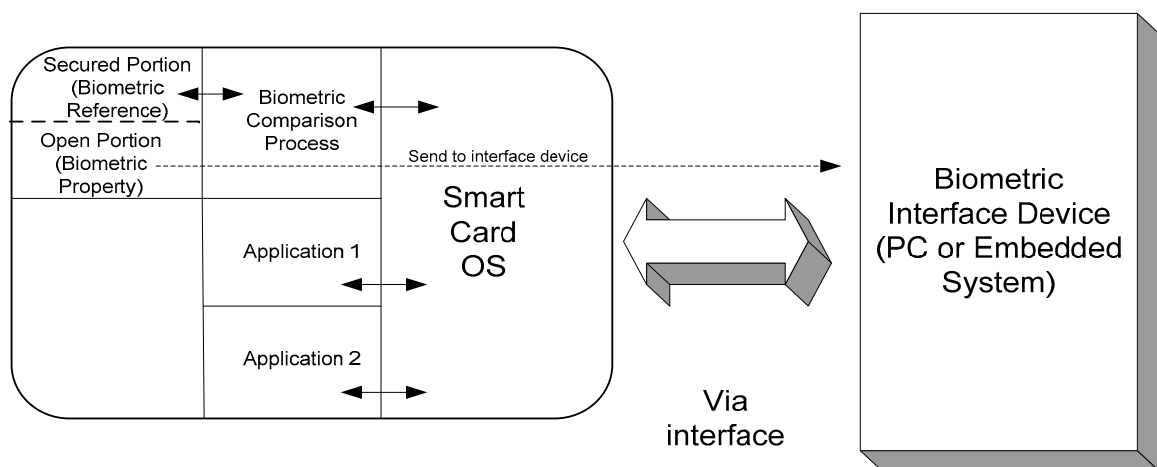 Secured Portion
(Biometric
Reference)
Open Portion
(Biometric
Property)
Biometric
Comparison
Process
Send to interface device
Smart
Card
OS
Application 1
Application 2
Via
interface
Biometric
Interface Device
(PC or Embedded
System)